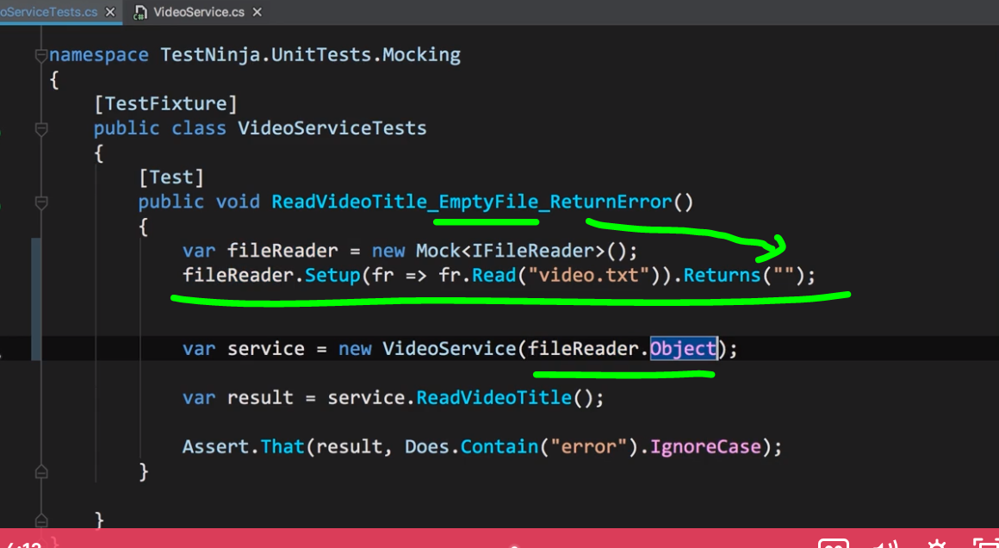 oServiceTests.cs
VideoService.cs
namespace TestNinja.UnitTests.Mocking
{
[TestFixture]
public class VideoServiceTests
{
[Test]
public void ReadVideoTitle_EmptyFile_ReturnError()
{
var fileReader = new Mock<IFileReader>();
fileReader.Setup(fr => fr.Read("video.txt")).Returns("");
var service = new VideoService(fileReader.Object);
var result = service.ReadVideoTitle();
Assert.That(result, Does.Contain("error").IgnoreCase);
}
}
}